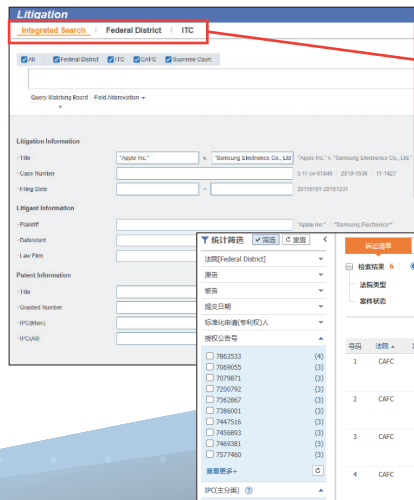 Litigation
Integrated Search Federal District ITC
All Federal District ITC CAFC Supreme Court
Query Matching Board Field Abbreviation
Litigation Information
- Title "Apple Inc." v. "Samsung Electronics Co., Ltd "Apple Inc." v. "Samsung Electronics Co., Ltd."
- Case Number 5:11-cv-01846 2019-1536 11-1427
- Filing Date ~ 20110101~20191231
Litigant Information
- Plaintiff "Apple Inc." "Samsung Electronics*"
- Defendant
- Law Firm
Patent Information
- Title
- Granted Number
- IPC(Main)
- IPC(All)
统计筛选 筛选 重置
法院[Federal District]
原告
被告
提交日期
标准化申请(专利权)人
授权公告号
7863533 (4)
7069055 (3)
7079871 (3)
7200792 (3)
7362867 (3)
7386001 (3)
7447516 (3)
7456893 (3)
7469381 (3)
7577460 (3)
查看更多+
IPC(主分类)
诉讼清单
检索结果 6
法院类型
案件状态
号码 法院
1 CAFC
2 CAFC
3 CAFC
4 CAFC